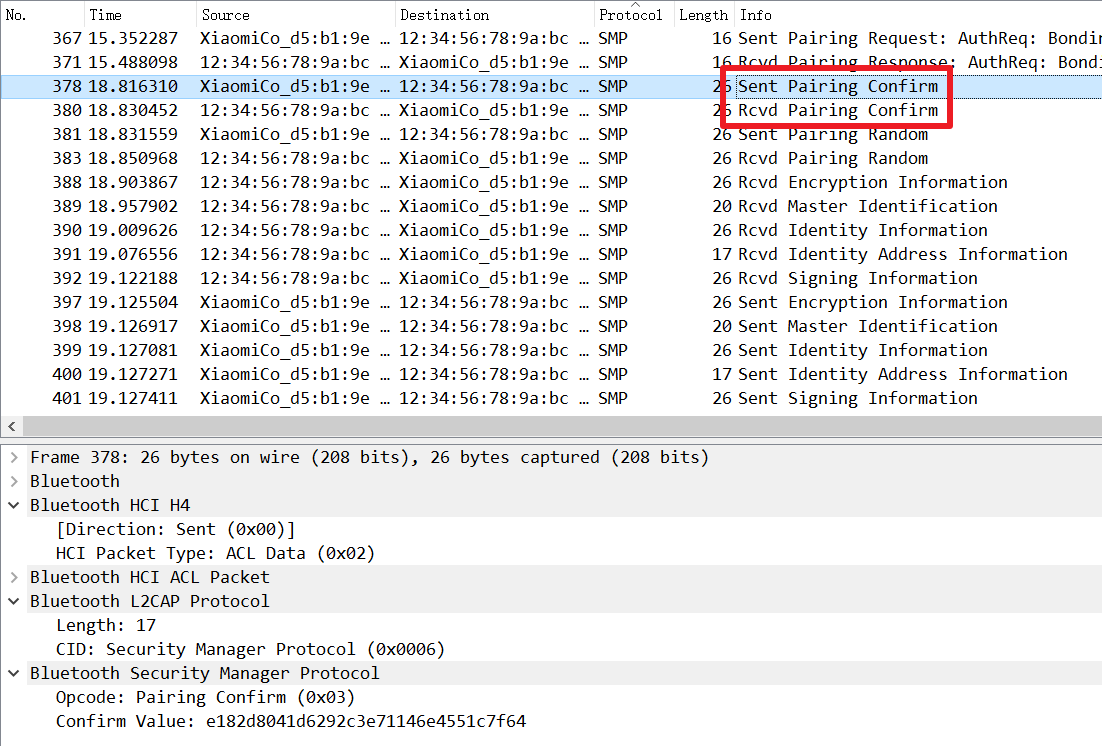 No. Time Source Destination Protocol Length Info
367 15.352287 XiaomiCo_d5:b1:9e … 12:34:56:78:9a:bc … SMP 16 Sent Pairing Request: AuthReq: Bondin
371 15.488098 12:34:56:78:9a:bc … XiaomiCo_d5:b1:9e … SMP 16 Rcvd Pairing Response: AuthReq: Bondi
378 18.816310 XiaomiCo_d5:b1:9e … 12:34:56:78:9a:bc … SMP 26 Sent Pairing Confirm
380 18.830452 12:34:56:78:9a:bc … XiaomiCo_d5:b1:9e … SMP 26 Rcvd Pairing Confirm
381 18.831559 XiaomiCo_d5:b1:9e … 12:34:56:78:9a:bc … SMP 26 Sent Pairing Random
383 18.850968 12:34:56:78:9a:bc … XiaomiCo_d5:b1:9e … SMP 26 Rcvd Pairing Random
388 18.903867 12:34:56:78:9a:bc … XiaomiCo_d5:b1:9e … SMP 26 Rcvd Encryption Information
389 18.957902 12:34:56:78:9a:bc … XiaomiCo_d5:b1:9e … SMP 20 Rcvd Master Identification
390 19.009626 12:34:56:78:9a:bc … XiaomiCo_d5:b1:9e … SMP 26 Rcvd Identity Information
391 19.076556 12:34:56:78:9a:bc … XiaomiCo_d5:b1:9e … SMP 17 Rcvd Identity Address Information
392 19.122188 12:34:56:78:9a:bc … XiaomiCo_d5:b1:9e … SMP 26 Rcvd Signing Information
397 19.125504 XiaomiCo_d5:b1:9e … 12:34:56:78:9a:bc … SMP 26 Sent Encryption Information
398 19.126917 XiaomiCo_d5:b1:9e … 12:34:56:78:9a:bc … SMP 20 Sent Master Identification
399 19.127081 XiaomiCo_d5:b1:9e … 12:34:56:78:9a:bc … SMP 26 Sent Identity Information
400 19.127271 XiaomiCo_d5:b1:9e … 12:34:56:78:9a:bc … SMP 17 Sent Identity Address Information
401 19.127411 XiaomiCo_d5:b1:9e … 12:34:56:78:9a:bc … SMP 26 Sent Signing Information
Frame 378: 26 bytes on wire (208 bits), 26 bytes captured (208 bits)
Bluetooth
Bluetooth HCI H4
[Direction: Sent (0x00)]
HCI Packet Type: ACL Data (0x02)
Bluetooth HCI ACL Packet
Bluetooth L2CAP Protocol
Length: 17
CID: Security Manager Protocol (0x0006)
Bluetooth Security Manager Protocol
Opcode: Pairing Confirm (0x03)
Confirm Value: e182d8041d6292c3e71146e4551c7f64